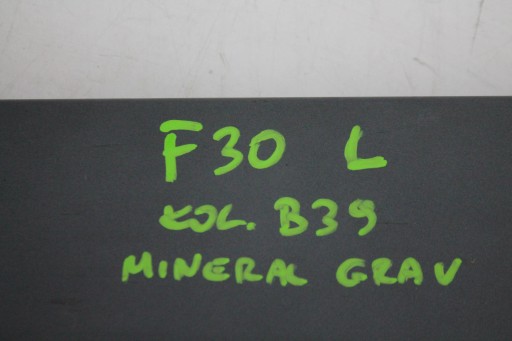 F30 L
KOL. B39
MINERAL GRAU